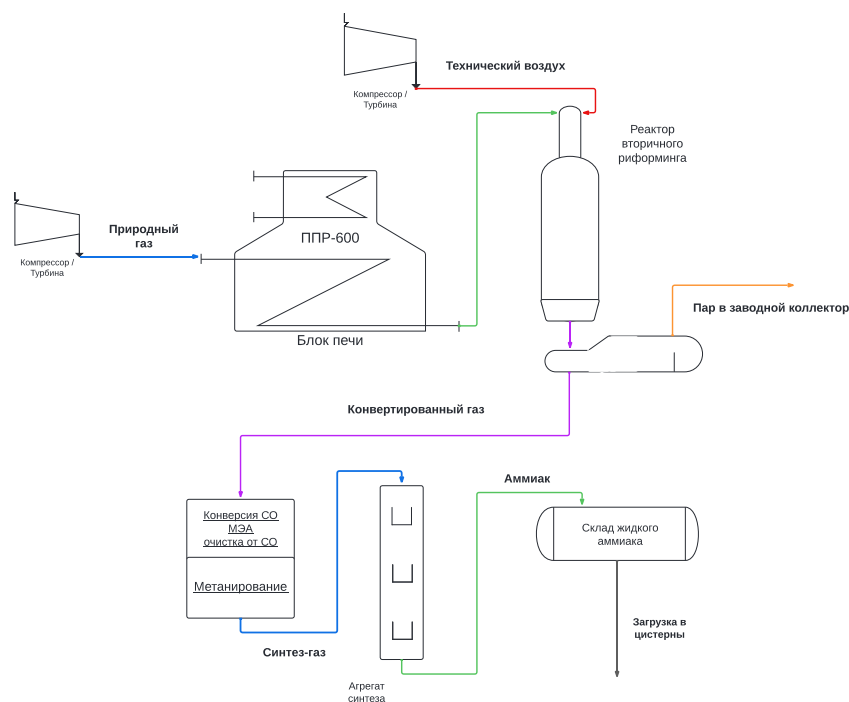 Технический воздух
Компрессор /
Турбина
Реактор
вторичного
риформинга
Природный
газ
ППР-600
Компрессор /
Турбина
Пар в заводной коллектор
Блок печи
Конвертированный газ
Аммиак
Конверсия СО
МЭА
очистка от СО
Склад жидкого
аммиака
Метанирование
Загрузка в
цистерны
Синтез-газ
Агрегат
синтеза